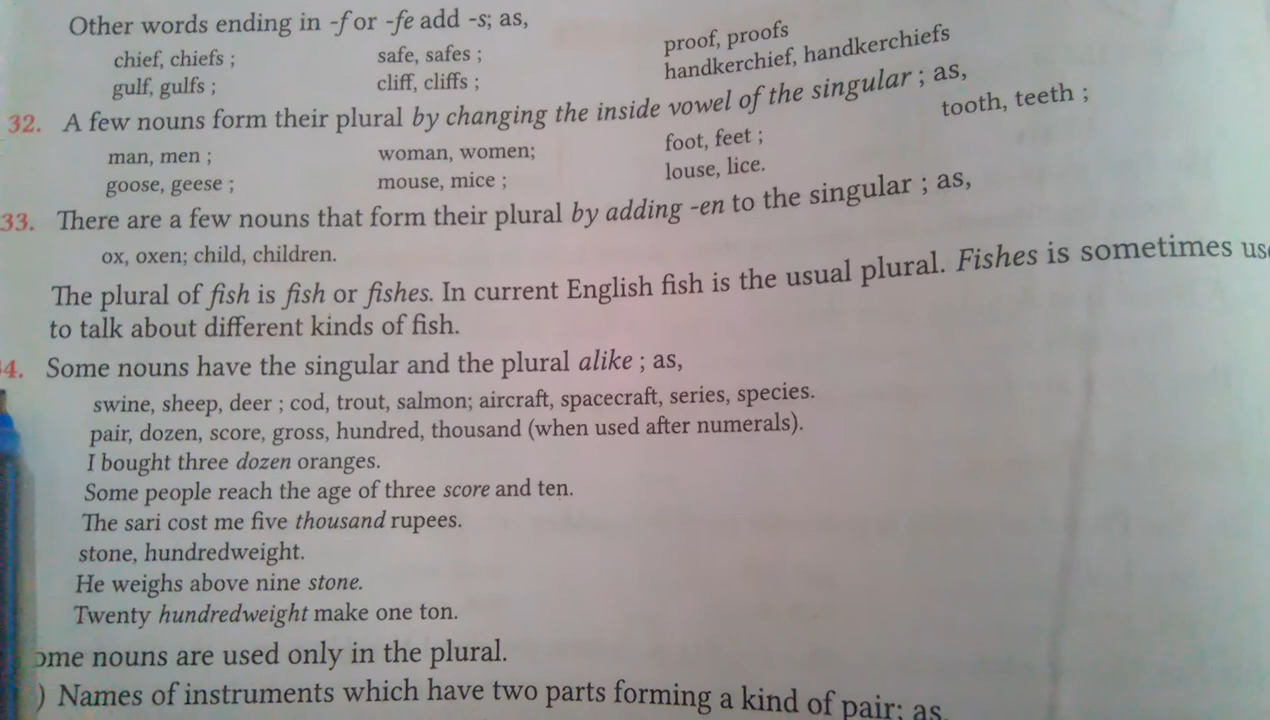 Other words ending in -f or -fe add -s; as,
chief, chiefs ; safe, safes ; proof, proofs
gulf, gulfs ; cliff, cliffs ; handkerchief, handkerchiefs
32. A few nouns form their plural by changing the inside vowel of the singular ; as,
man, men ; woman, women; foot, feet ; tooth, teeth ;
goose, geese ; mouse, mice ; louse, lice.
33. There are a few nouns that form their plural by adding -en to the singular ; as,
ox, oxen; child, children.
The plural of fish is fish or fishes. In current English fish is the usual plural. Fishes is sometimes
to talk about different kinds of fish.
4. Some nouns have the singular and the plural alike ; as,
swine, sheep, deer ; cod, trout, salmon; aircraft, spacecraft, series, species.
pair, dozen, score, gross, hundred, thousand (when used after numerals).
I bought three dozen oranges.
Some people reach the age of three score and ten.
The sari cost me five thousand rupees.
stone, hundredweight.
He weighs above nine stone.
Twenty hundredweight make one ton.
ome nouns are used only in the plural.
) Names of instruments which have two parts forming a kind of pair; as,